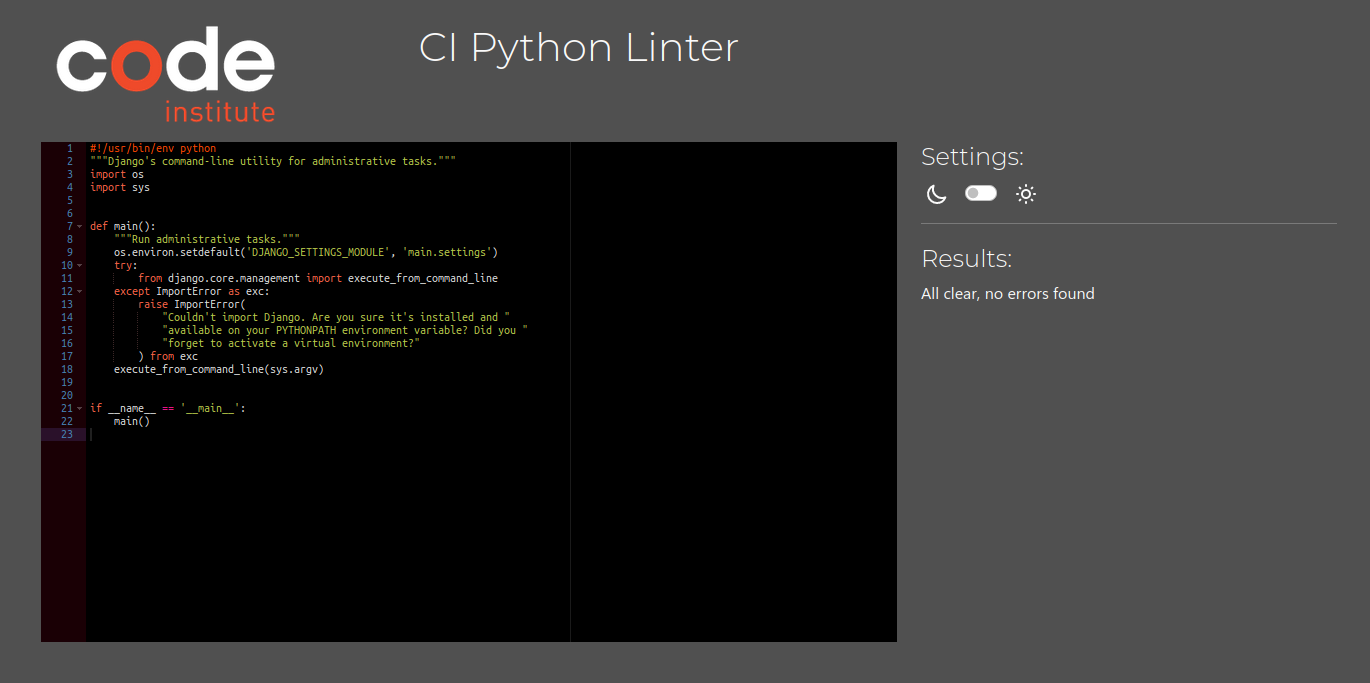 code
institute
CI Python Linter
1 #!/usr/bin/env python
2 """Django's command-line utility for administrative tasks."""
3 import os
4 import sys
5
6
7 def main():
8     """Run administrative tasks."""
9     os.environ.setdefault('DJANGO_SETTINGS_MODULE', 'main.settings')
10     try:
11         from django.core.management import execute_from_command_line
12     except ImportError as exc:
13         raise ImportError(
14             "Couldn't import Django. Are you sure it's installed and "
15             "available on your PYTHONPATH environment variable? Did you "
16             "forget to activate a virtual environment?"
17         ) from exc
18     execute_from_command_line(sys.argv)
19
20
21 if __name__ == '__main__':
22     main()
23
Settings:
Results:
All clear, no errors found